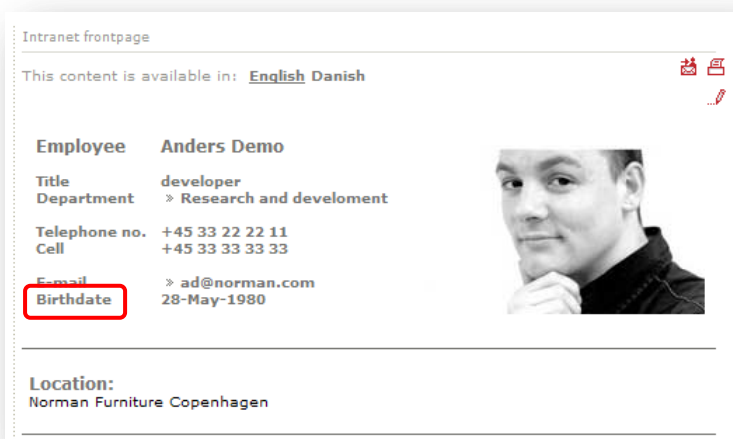 Intranet frontpage
This content is available in: English Danish
Employee Anders Demo
Title developer
Department » Research and develoment
Telephone no. +45 33 22 22 11
Cell +45 33 33 33 33
E-mail » ad@norman.com
Birthdate 28-May-1980
Location:
Norman Furniture Copenhagen